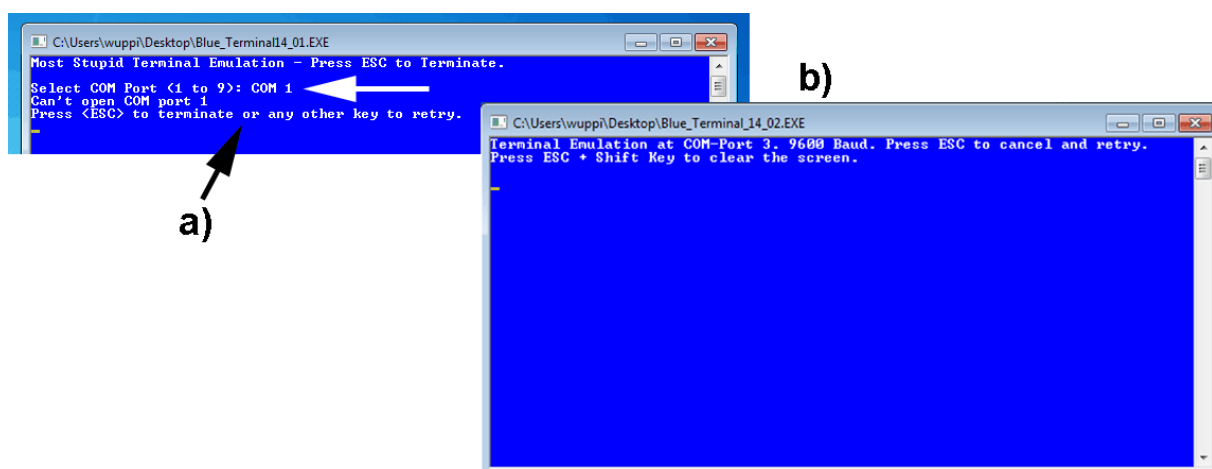 C:\Users\wuppi\Desktop\Blue_Terminal14_01.EXE
Most Stupid Terminal Emulation - Press ESC to Terminate.
Select COM Port (1 to 9): COM 1
Can't open COM port 1
Press <ESC> to terminate or any other key to retry.
a)
b)
C:\Users\wuppi\Desktop\Blue_Terminal_14_02.EXE
Terminal Emulation at COM-Port 3. 9600 Baud. Press ESC to cancel and retry.
Press ESC + Shift Key to clear the screen.